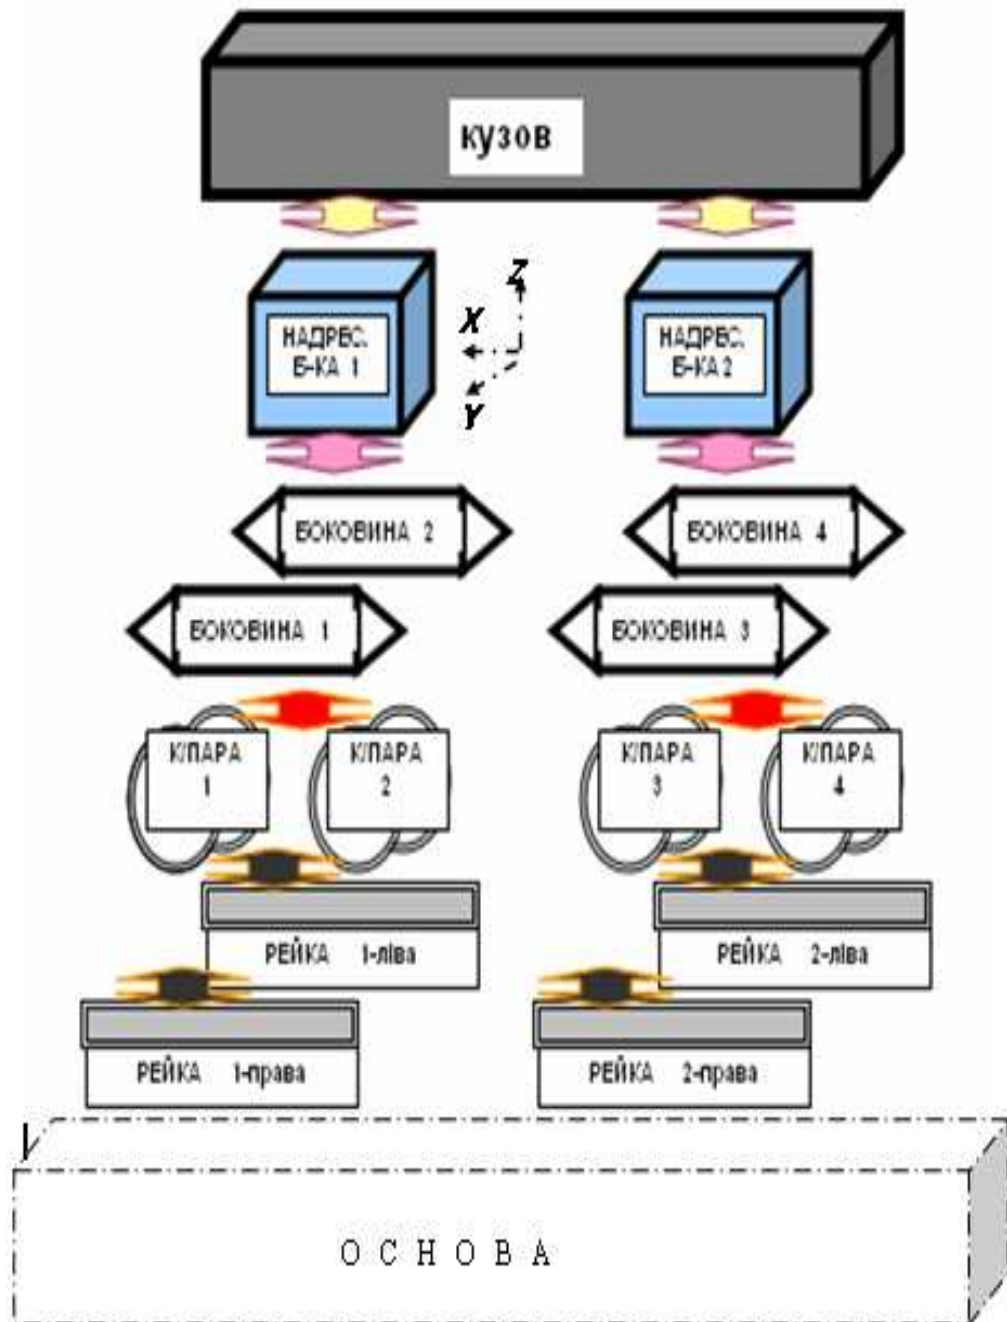 кузов
Z
X
Y
НАДРЕС.
Б-КА 1
НАДРЕС.
Б-КА 2
БОКОВИНА 2
БОКОВИНА 4
БОКОВИНА 1
БОКОВИНА 3
К/ПАРА
1
К/ПАРА
2
К/ПАРА
3
К/ПАРА
4
РЕЙКА 1-ліва
РЕЙКА 2-ліва
РЕЙКА 1-права
РЕЙКА 2-права
О С Н О В А